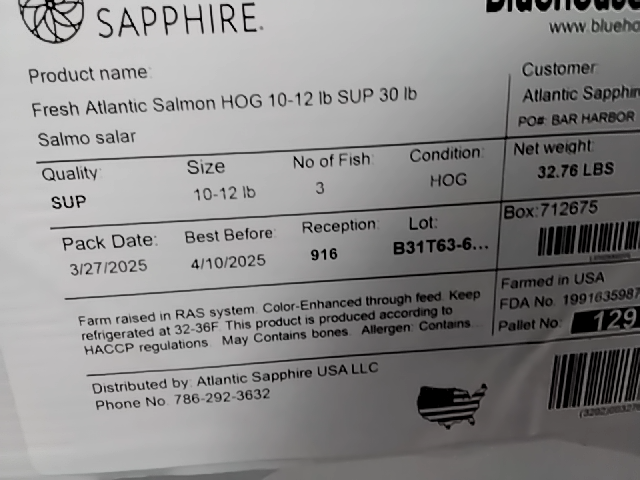 SAPPHIRE
www.blueho
Product name:
Fresh Atlantic Salmon HOG 10-12 lb SUP 30 lb
Salmo salar
Customer:
Atlantic Sapphir
PO#: BAR HARBOR
Quality:
SUP
Size
10-12 lb
No of Fish:
3
Condition:
HOG
Net weight:
32.76 LBS
Pack Date:
3/27/2025
Best Before:
4/10/2025
Reception:
916
Lot:
B31T63-6...
Box:712675
Farm raised in RAS system. Color-Enhanced through feed. Keep
refrigerated at 32-36F. This product is produced according to
HACCP regulations. May Contains bones. Allergen: Contains...
Farmed in USA
FDA No. 1991635987
Pallet No: 129
Distributed by: Atlantic Sapphire USA LLC
Phone No. 786-292-3632